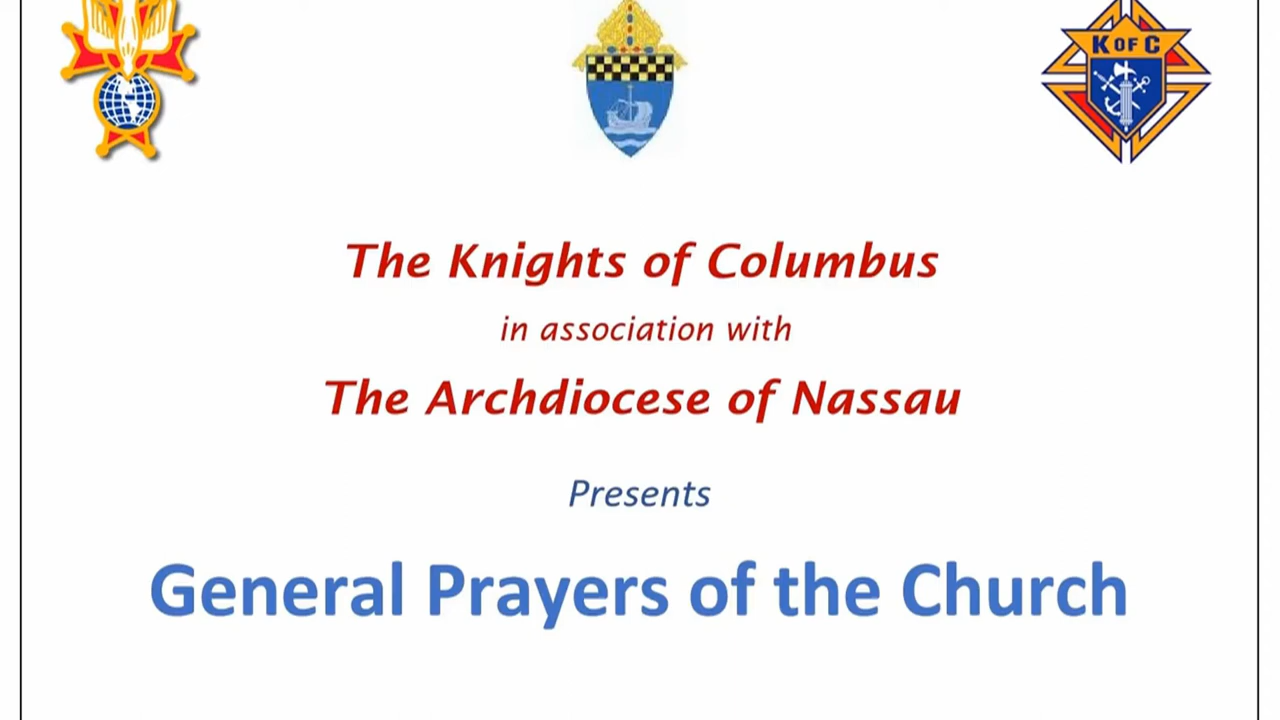 K OF C
The Knights of Columbus
in association with
The Archdiocese of Nassau
Presents
General Prayers of the Church